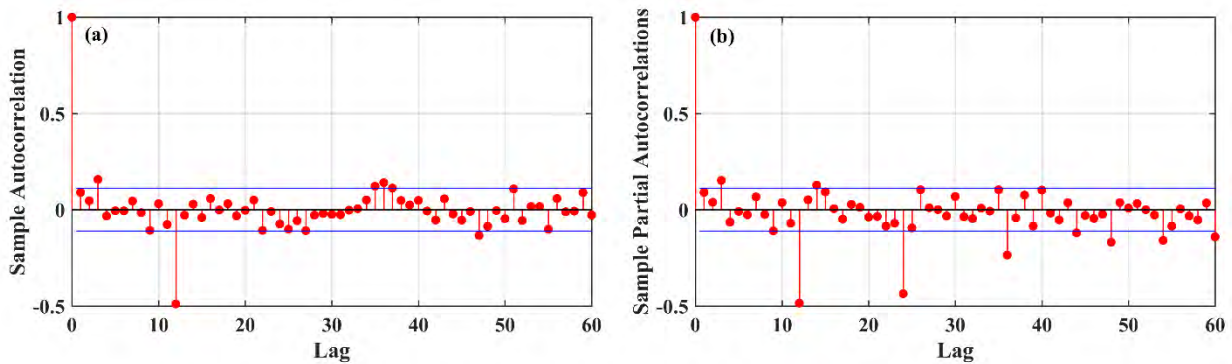 (a)
Sample Autocorrelation
1
0.5
0
-0.5
0 10 20 30 40 50 60
Lag
(b)
Sample Partial Autocorrelations
1
0.5
0
-0.5
0 10 20 30 40 50 60
Lag